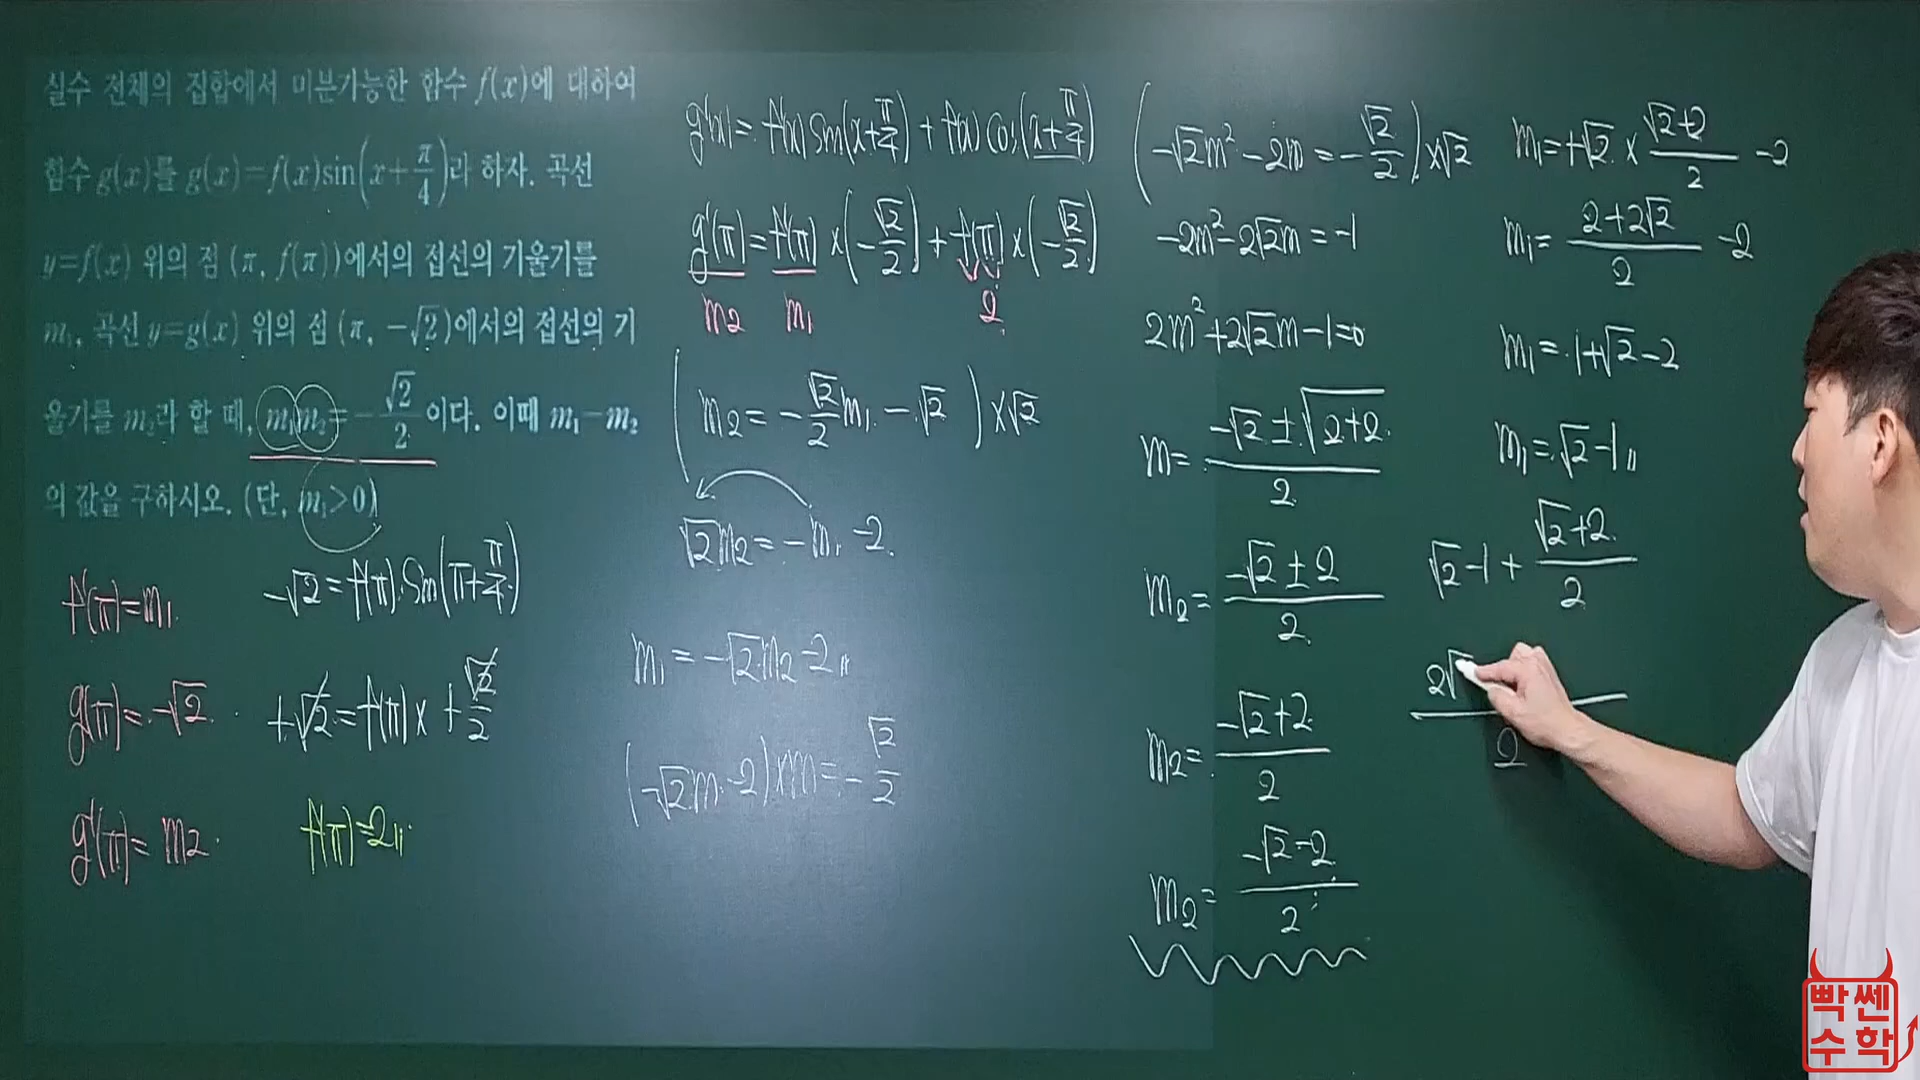 실수 전체의 집합에서 미분가능한 함수 f(x)에 대하여
함수 g(x)를 g(x)=f(x)sin(x+π/4)라 하자. 곡선
y=f(x) 위의 점 (π, f(π))에서의 접선의 기울기를
m₁, 곡선 y=g(x) 위의 점 (π, -√2)에서의 접선의 기
울기를 m₂라 할 때, m₁m₂=-√2/2이다. 이때 m₁-m₂
의 값을 구하시오. (단, m₁>0)
f'(π)=m₁
g(π)=-√2
g'(π)=m₂
-√2=f(π)·Sin(π+π/4)
+√2=f(π)×+√2/2
f(π)=2
g'(x)=f'(x)Sin(x+π/4)+f(x)Cos(x+π/4)
g'(π)=f'(π)×(-√2/2)+f(π)×(-√2/2)
m₂ m₁ 2
(m₂=-√2/2m₁-√2)×√2
√2m₂=-m₁-2
m₁=-√2m₂-2
(-√2m-2)×m=-√2/2
(-√2m²-2m=-√2/2)×√2
-2m²-2√2m=-1
2m²+2√2m-1=0
m=(-√2±√(2+2))/2
m₂=(-√2±2)/2
m₂=(-√2+2)/2
m₂=(-√2-2)/2
m₁=+√2×(√2+2)/2-2
m₁=(2+2√2)/2-2
m₁=1+√2-2
m₁=√2-1
√2-1+(√2+2)/2
2√
2
빡쎈
수학